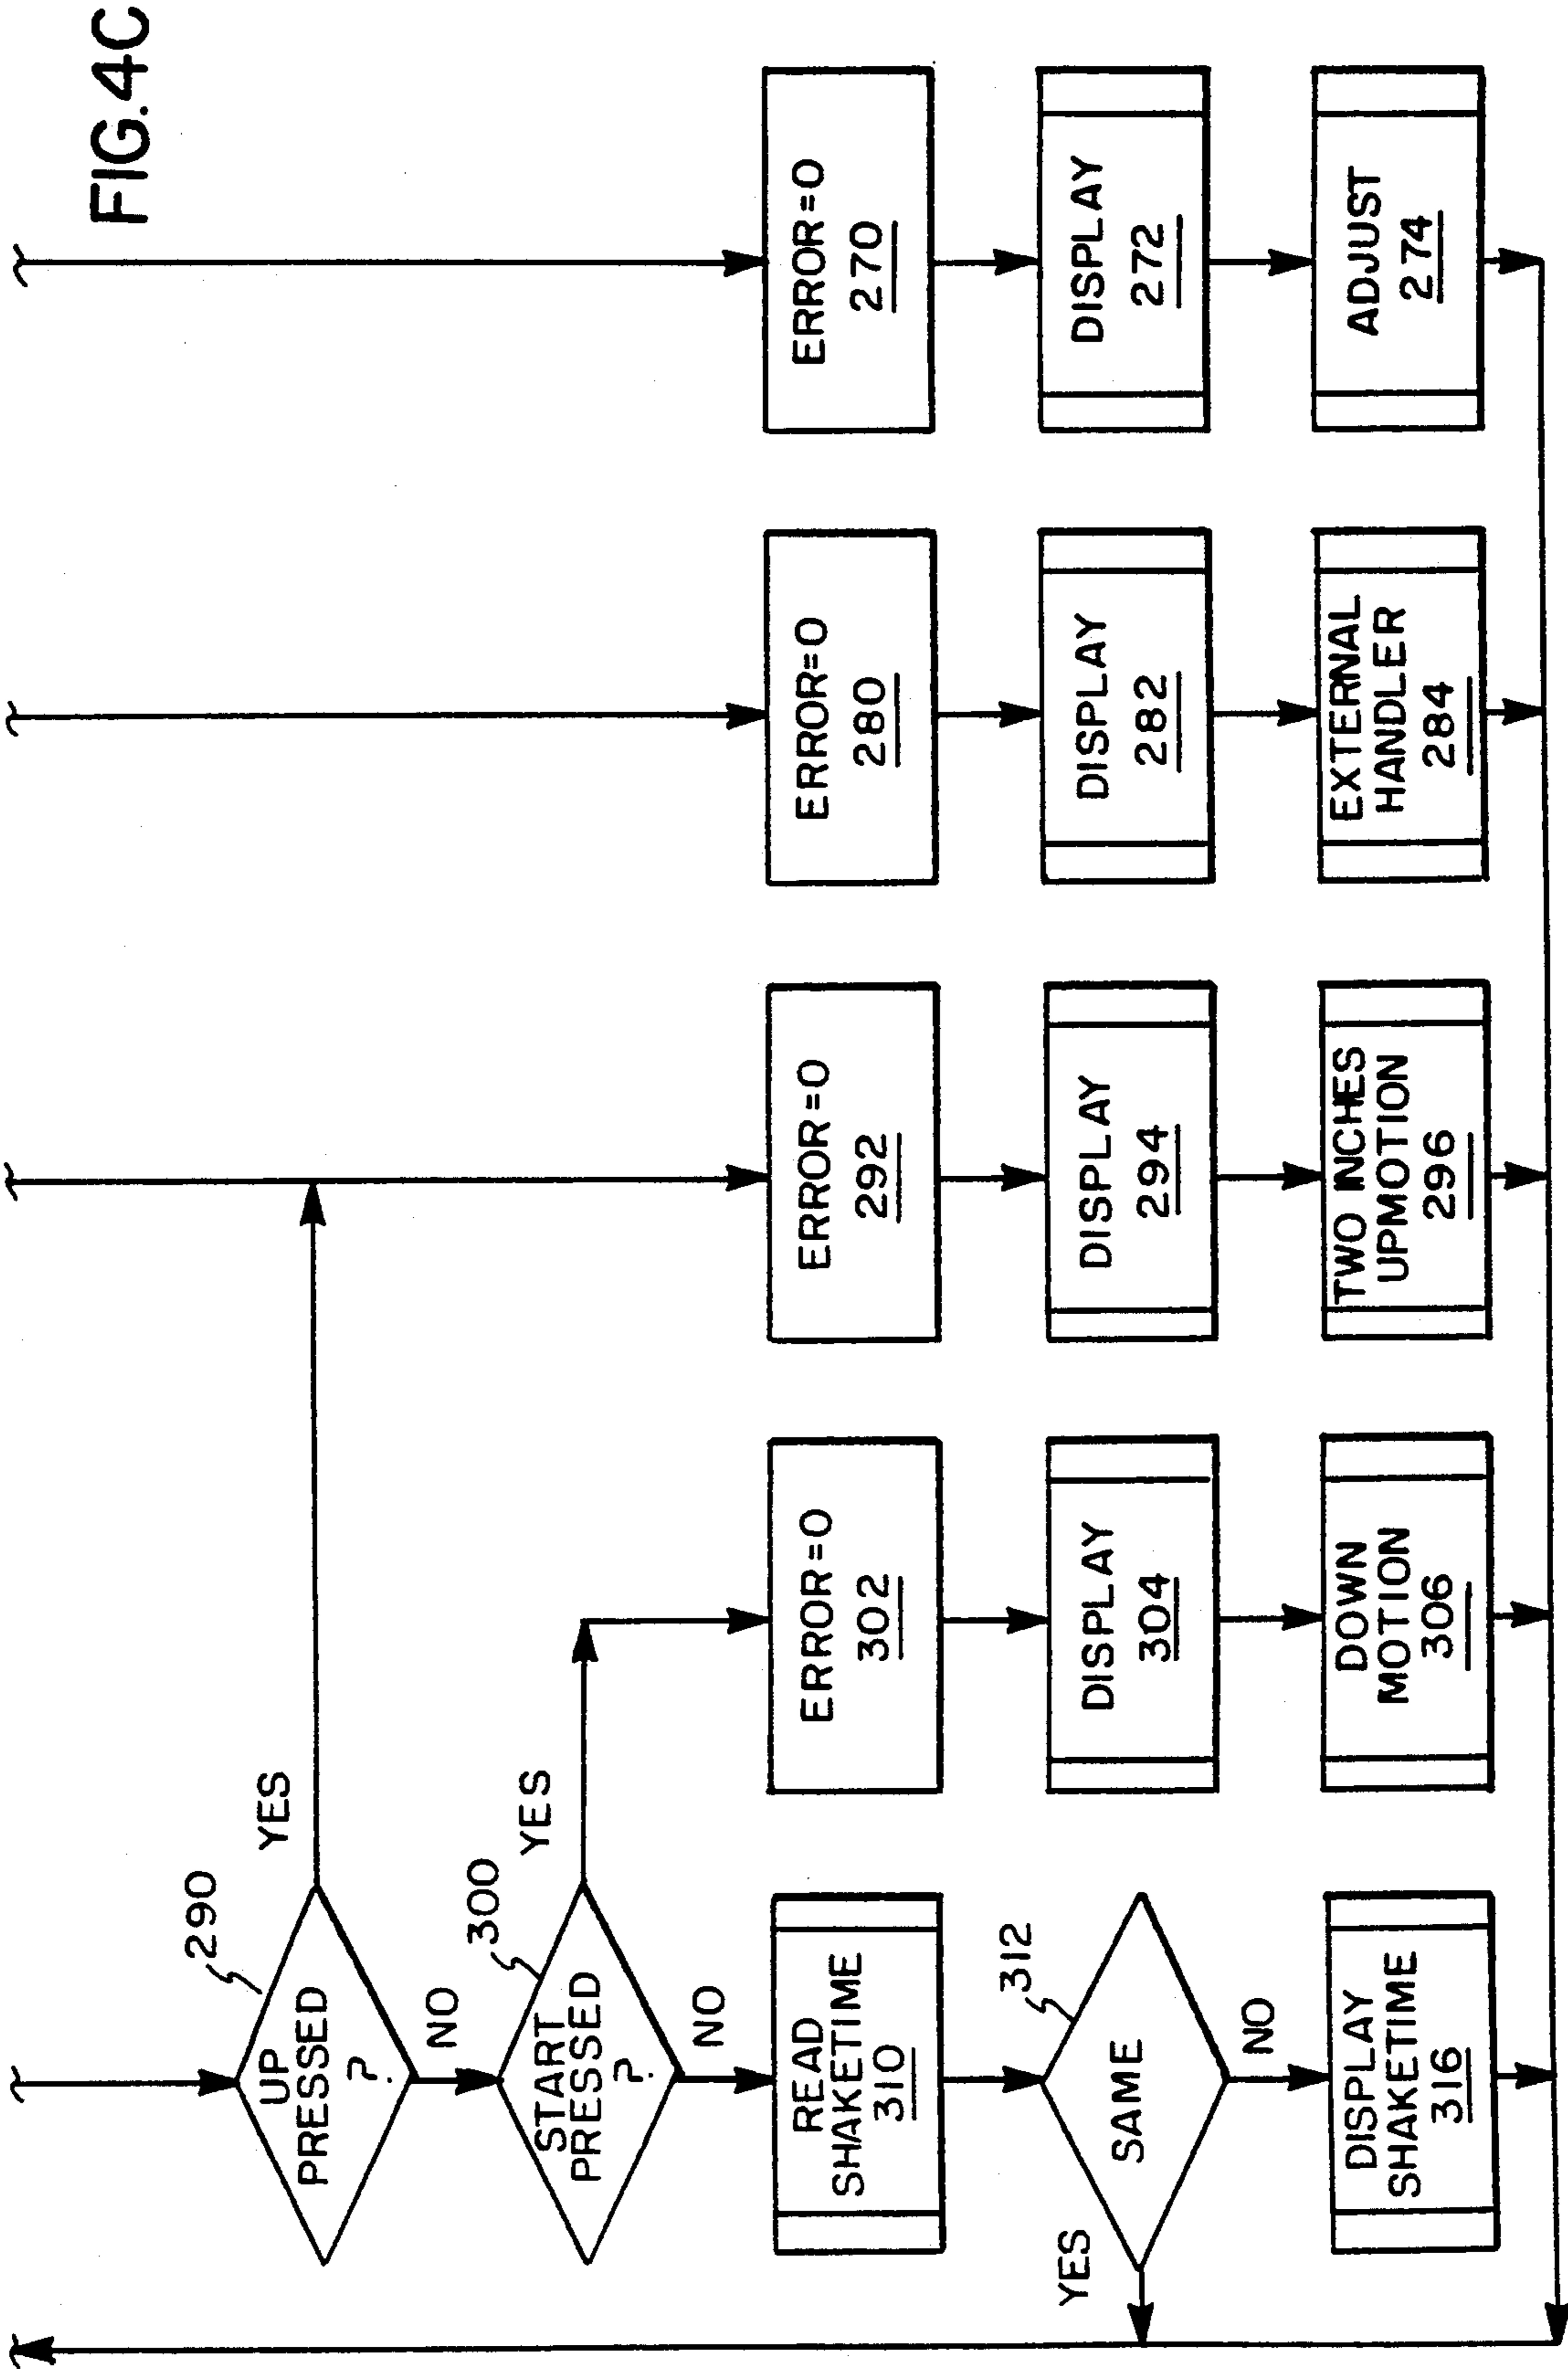 FIG.4C
UP
PRESSED
?
290
YES
NO
START
PRESSED
?
300
YES
NO
READ
SHAKETIME
310
ERROR=0
302
ERROR=0
292
ERROR=0
280
ERROR=0
270
SAME
312
YES
NO
DISPLAY
304
DISPLAY
294
DISPLAY
282
DISPLAY
272
DISPLAY
SHAKETIME
316
DOWN
MOTION
306
TWO INCHES
UPMOTION
296
EXTERNAL
HANDLER
284
ADJUST
274